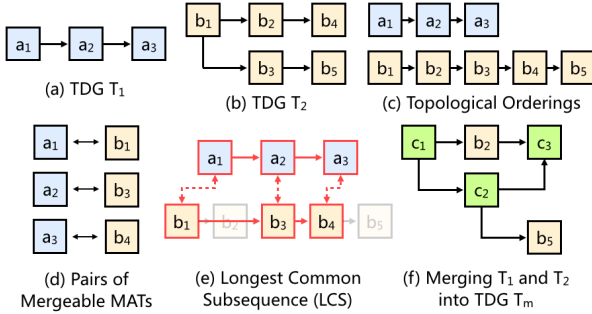 a1 a2 a3
(a) TDG T1
b1 b2 b4
b3 b5
(b) TDG T2
a1 a2 a3
b1 b2 b3 b4 b5
(c) Topological Orderings
a1 b1
a2 b3
a3 b4
(d) Pairs of
Mergeable MATs
a1 a2 a3
b1 b2 b3 b4 b5
(e) Longest Common
Subsequence (LCS)
c1 b2 c3
c2
b5
(f) Merging T1 and T2
into TDG Tm